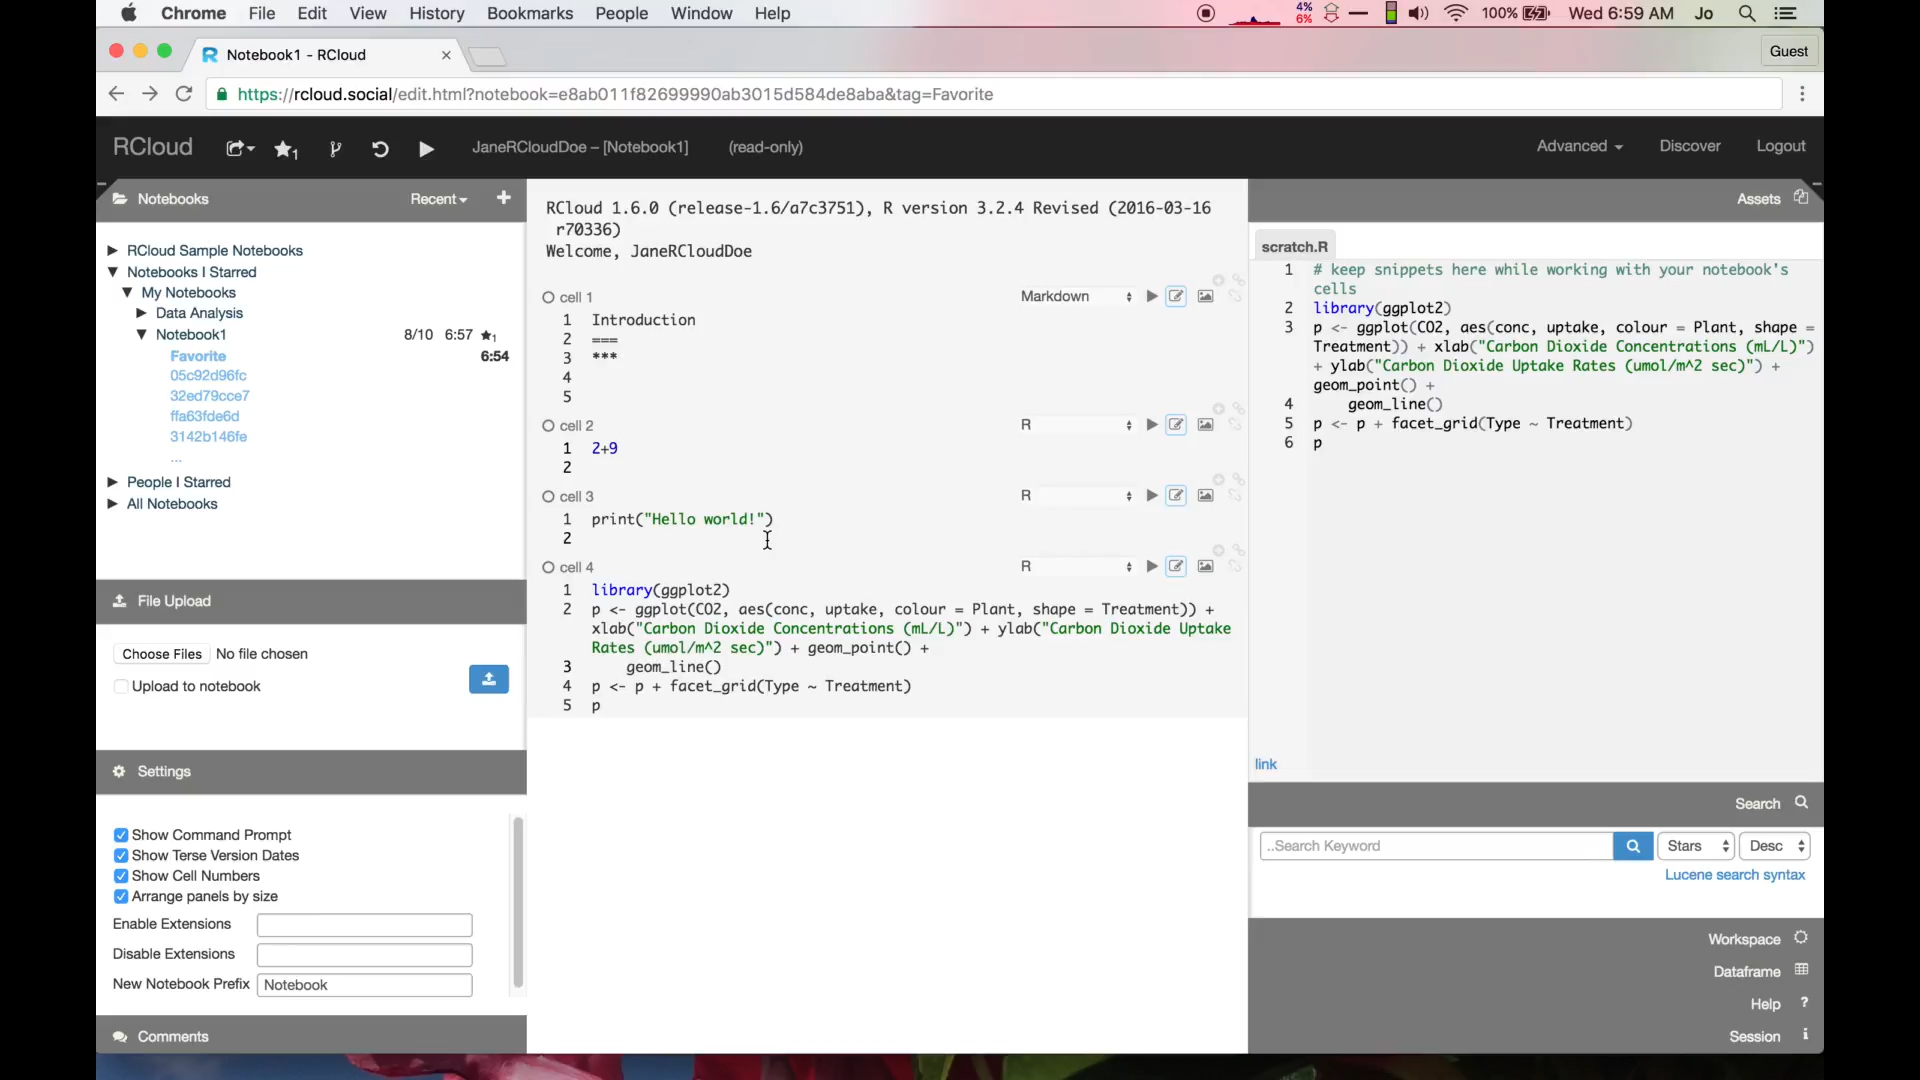 Chrome File Edit View History Bookmarks People Window Help 4% 6% 100% Wed 6:59 AM Jo
Notebook1 - RCloud Guest
https://rcloud.social/edit.html?notebook=e8ab011f82699990ab3015d584de8aba&tag=Favorite
RCloud 1 JaneRCloudDoe – [Notebook1] (read-only) Advanced Discover Logout
Notebooks Recent +
RCloud Sample Notebooks
Notebooks I Starred
My Notebooks
Data Analysis
Notebook1 8/10 6:57 1
Favorite 6:54
05c92d96fc
32ed79cce7
ffa63fde6d
3142b146fe
...
People I Starred
All Notebooks
File Upload
Choose Files No file chosen
Upload to notebook
Settings
Show Command Prompt
Show Terse Version Dates
Show Cell Numbers
Arrange panels by size
Enable Extensions
Disable Extensions
New Notebook Prefix Notebook
Comments
RCloud 1.6.0 (release-1.6/a7c3751), R version 3.2.4 Revised (2016-03-16
r70336)
Welcome, JaneRCloudDoe
cell 1 Markdown
1 Introduction
2 ===
3 ***
4
5
cell 2 R
1 2+9
2
cell 3 R
1 print("Hello world!")
2
cell 4 R
1 library(ggplot2)
2 p <- ggplot(CO2, aes(conc, uptake, colour = Plant, shape = Treatment)) +
xlab("Carbon Dioxide Concentrations (mL/L)") + ylab("Carbon Dioxide Uptake
Rates (umol/m^2 sec)") + geom_point() +
3 geom_line()
4 p <- p + facet_grid(Type ~ Treatment)
5 p
Assets
scratch.R
1 # keep snippets here while working with your notebook's
cells
2 library(ggplot2)
3 p <- ggplot(CO2, aes(conc, uptake, colour = Plant, shape =
Treatment)) + xlab("Carbon Dioxide Concentrations (mL/L)")
+ ylab("Carbon Dioxide Uptake Rates (umol/m^2 sec)") +
geom_point() +
4 geom_line()
5 p <- p + facet_grid(Type ~ Treatment)
6 p
link
Search
..Search Keyword Stars Desc
Lucene search syntax
Workspace
Dataframe
Help ?
Session i